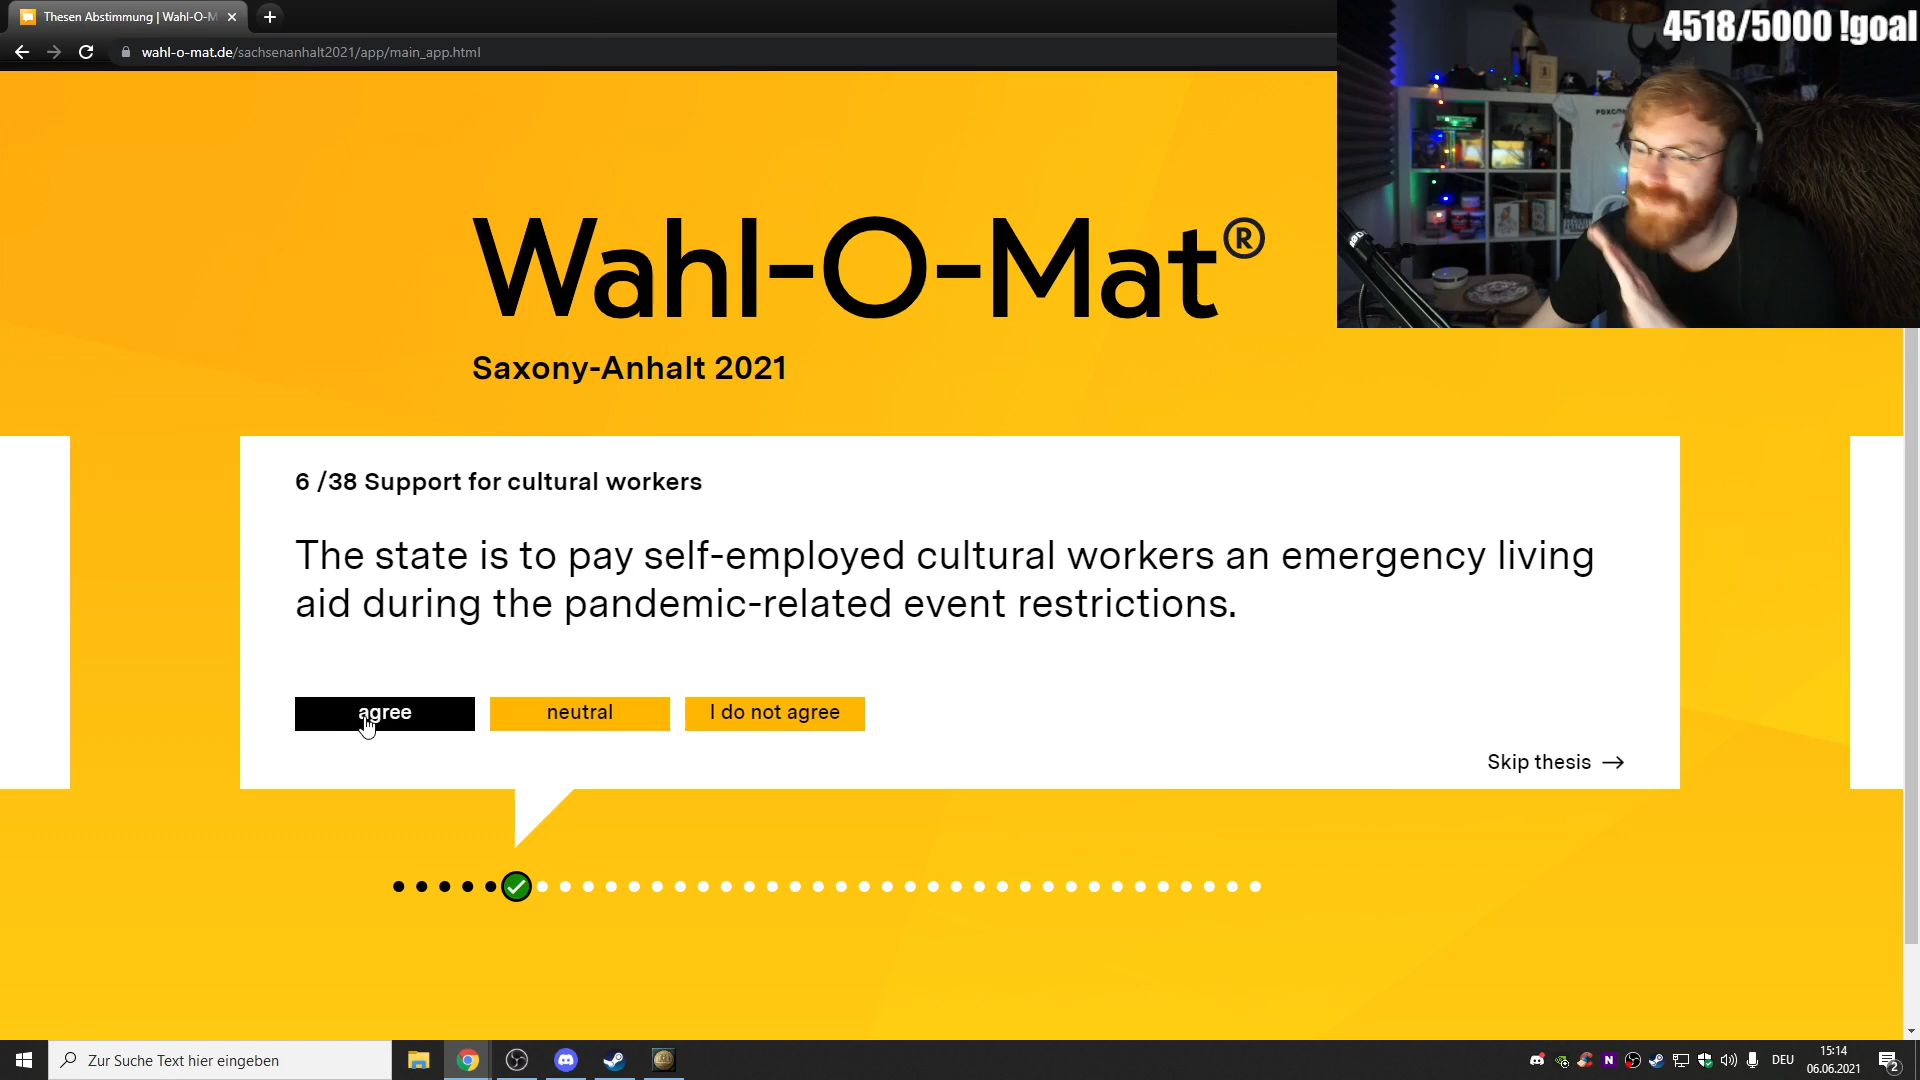 Thesen Abstimmung | Wahl-O-M
4518/5000 !goal
wahl-o-mat.de/sachsenanhalt2021/app/main_app.html
Wahl-O-Mat®
Saxony-Anhalt 2021
6 /38 Support for cultural workers
The state is to pay self-employed cultural workers an emergency living
aid during the pandemic-related event restrictions.
agree
neutral
I do not agree
Skip thesis →
Zur Suche Text hier eingeben
DEU
15:14
06.06.2021
2